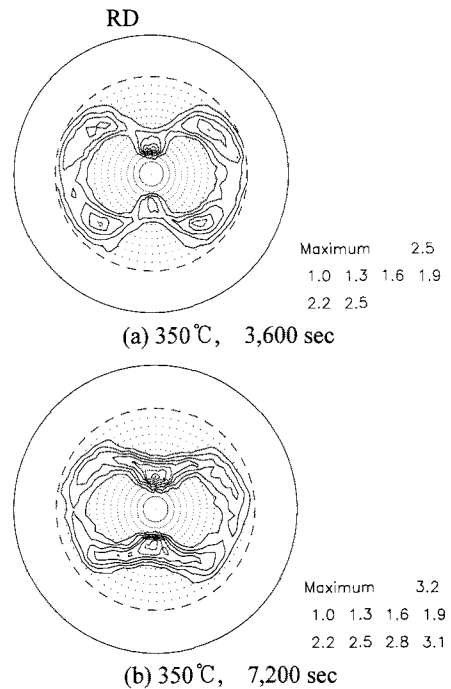 RD
Maximum 2.5
1.0 1.3 1.6 1.9
2.2 2.5
(a) 350℃, 3,600 sec
Maximum 3.2
1.0 1.3 1.6 1.9
2.2 2.5 2.8 3.1
(b) 350℃, 7,200 sec